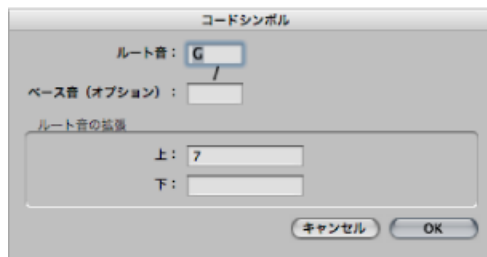 コードシンボル
ルート音： G
/
ベース音（オプション）：
ルート音の拡張
上： 7
下：
キャンセル OK